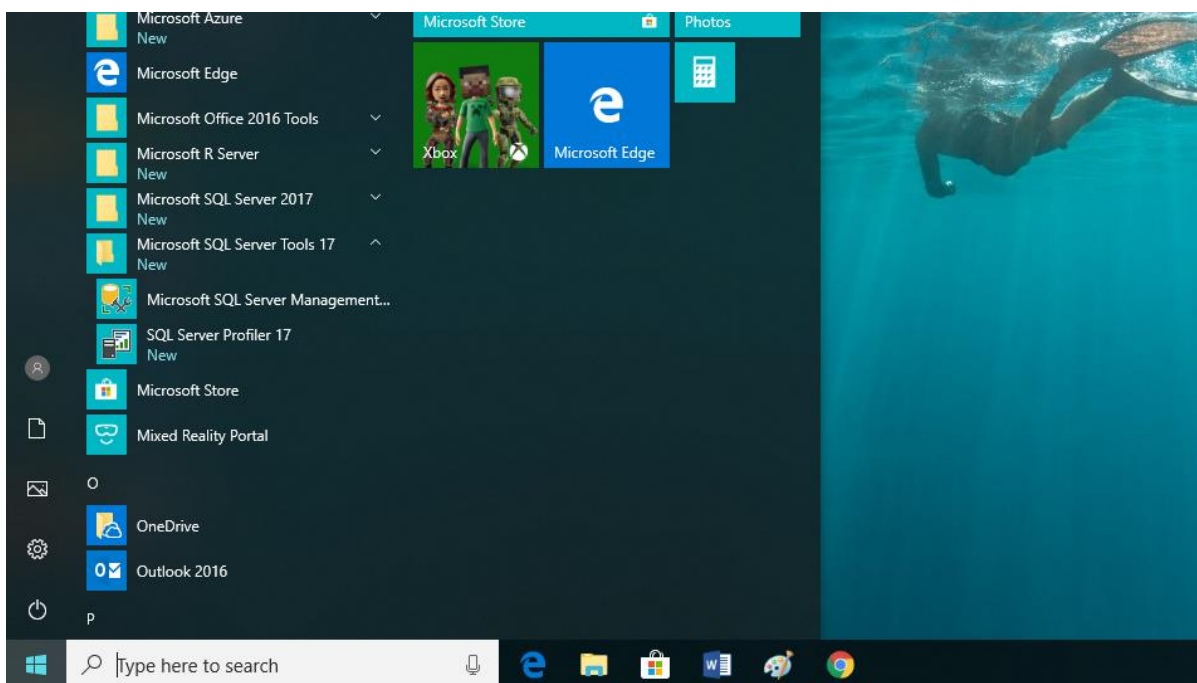 Microsoft Azure
New
Microsoft Edge
Microsoft Office 2016 Tools
Microsoft R Server
New
Microsoft SQL Server 2017
New
Microsoft SQL Server Tools 17
New
Microsoft SQL Server Management...
SQL Server Profiler 17
New
Microsoft Store
Mixed Reality Portal
O
OneDrive
Outlook 2016
P
Microsoft Store
Photos
Xbox
Microsoft Edge
Type here to search